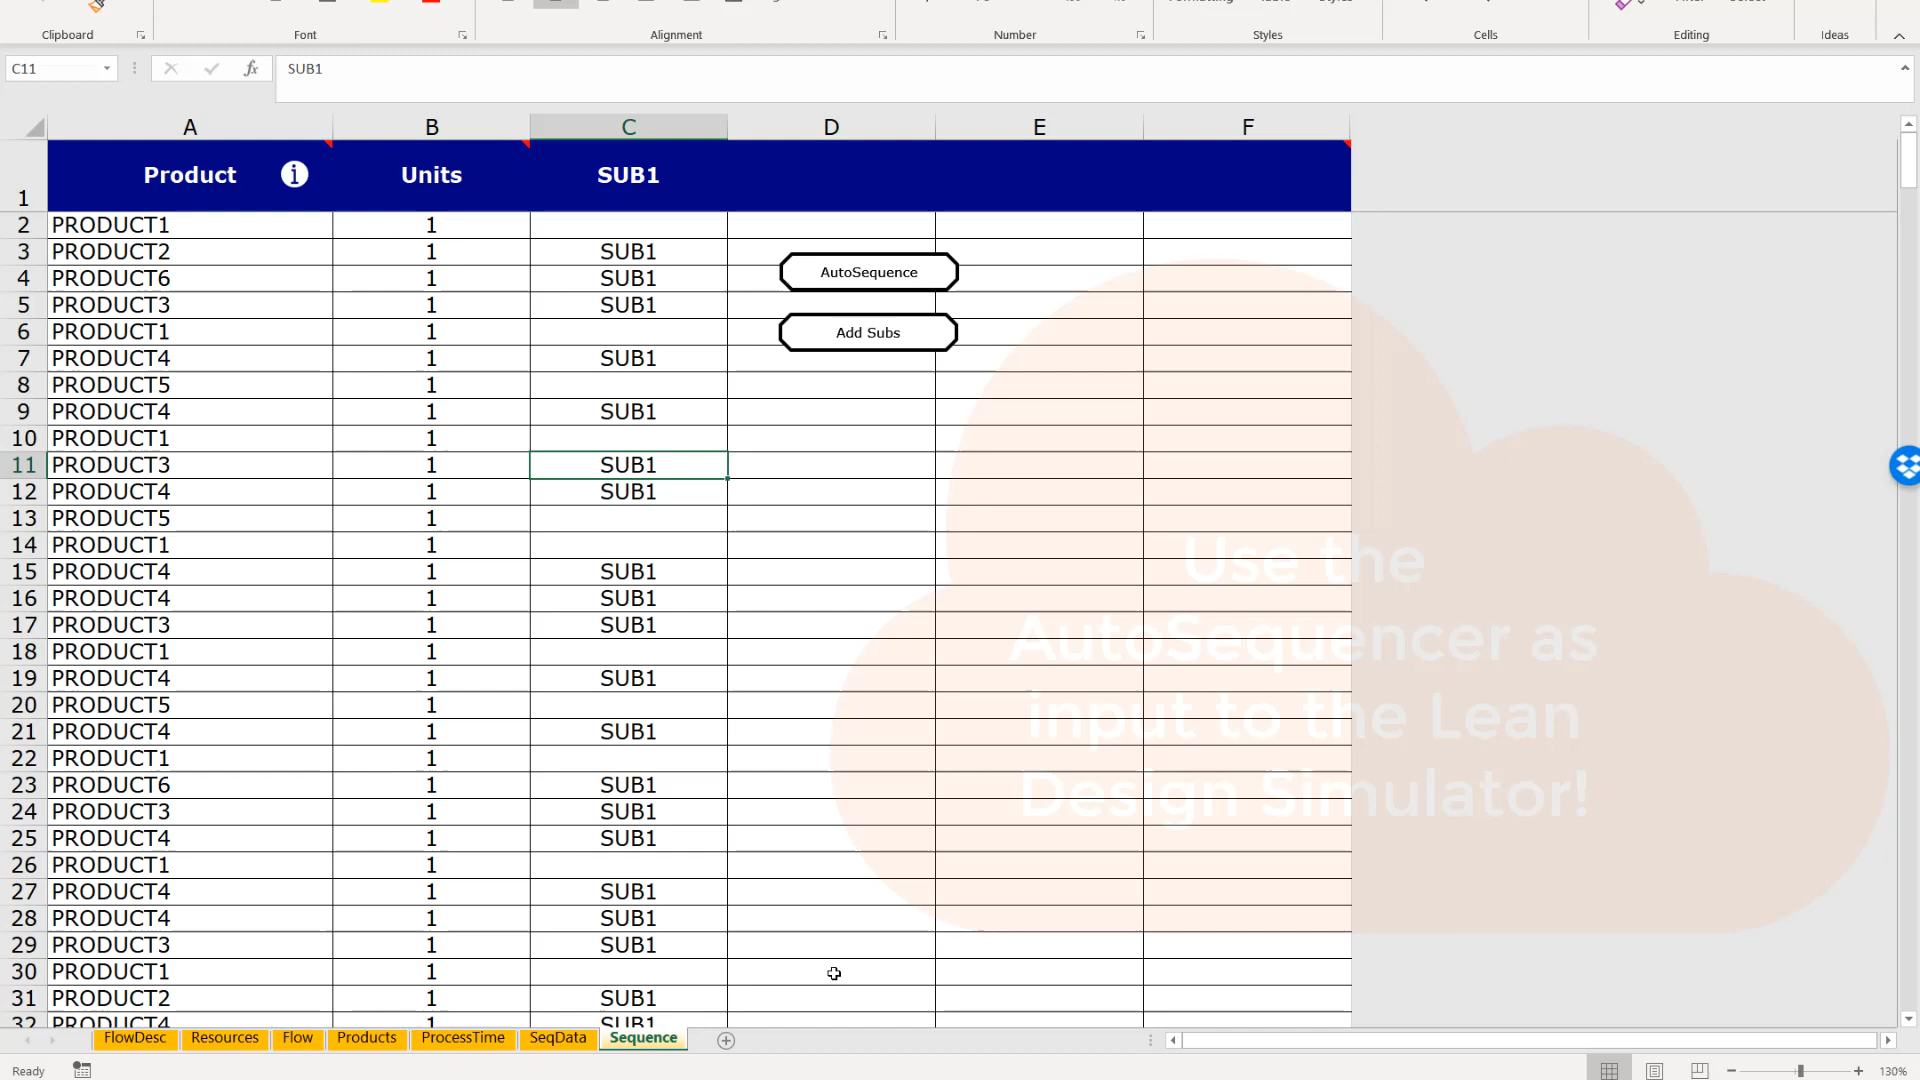 Clipboard Font Alignment Number Styles Cells Editing Ideas
C11 fx SUB1
A B C D E F
1 Product i Units SUB1
2 PRODUCT1 1
3 PRODUCT2 1 SUB1
4 PRODUCT6 1 SUB1 AutoSequence
5 PRODUCT3 1 SUB1
6 PRODUCT1 1 Add Subs
7 PRODUCT4 1 SUB1
8 PRODUCT5 1
9 PRODUCT4 1 SUB1
10 PRODUCT1 1
11 PRODUCT3 1 SUB1
12 PRODUCT4 1 SUB1
13 PRODUCT5 1
14 PRODUCT1 1
15 PRODUCT4 1 SUB1
16 PRODUCT4 1 SUB1
17 PRODUCT3 1 SUB1
18 PRODUCT1 1
19 PRODUCT4 1 SUB1
20 PRODUCT5 1
21 PRODUCT4 1 SUB1
22 PRODUCT1 1
23 PRODUCT6 1 SUB1
24 PRODUCT3 1 SUB1
25 PRODUCT4 1 SUB1
26 PRODUCT1 1
27 PRODUCT4 1 SUB1
28 PRODUCT4 1 SUB1
29 PRODUCT3 1 SUB1
30 PRODUCT1 1
31 PRODUCT2 1 SUB1
32 PRODUCT4 1 SUB1
Use the
AutoSequencer as
input to the Lean
Design Simulator!
FlowDesc Resources Flow Products ProcessTime SeqData Sequence
Ready 130%